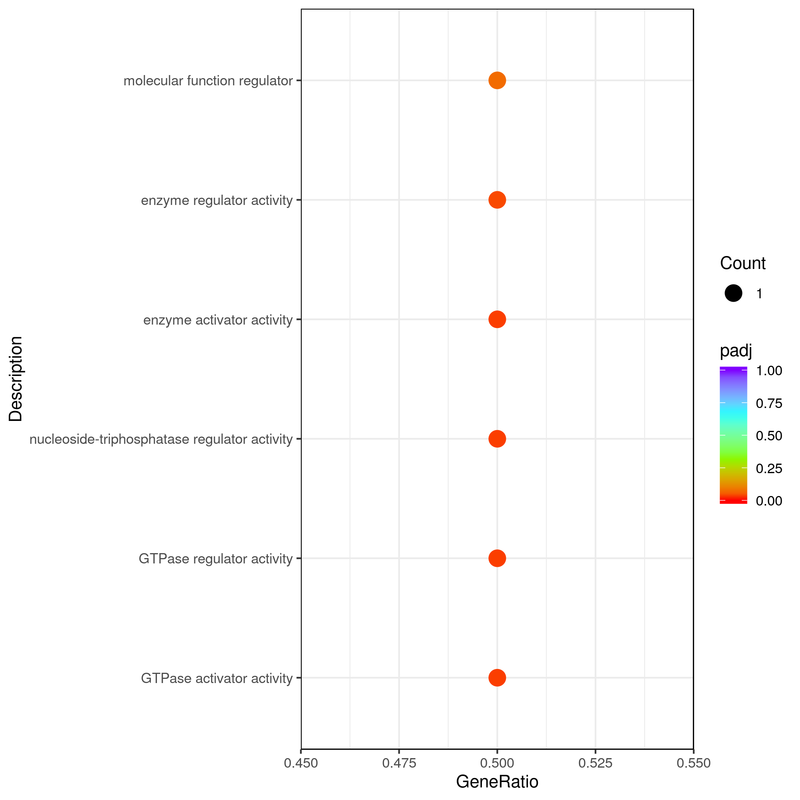 molecular function regulator
enzyme regulator activity
enzyme activator activity
nucleoside-triphosphatase regulator activity
GTPase regulator activity
GTPase activator activity
Description
0.450 0.475 0.500 0.525 0.550
GeneRatio
Count
1
padj
1.00
0.75
0.50
0.25
0.00